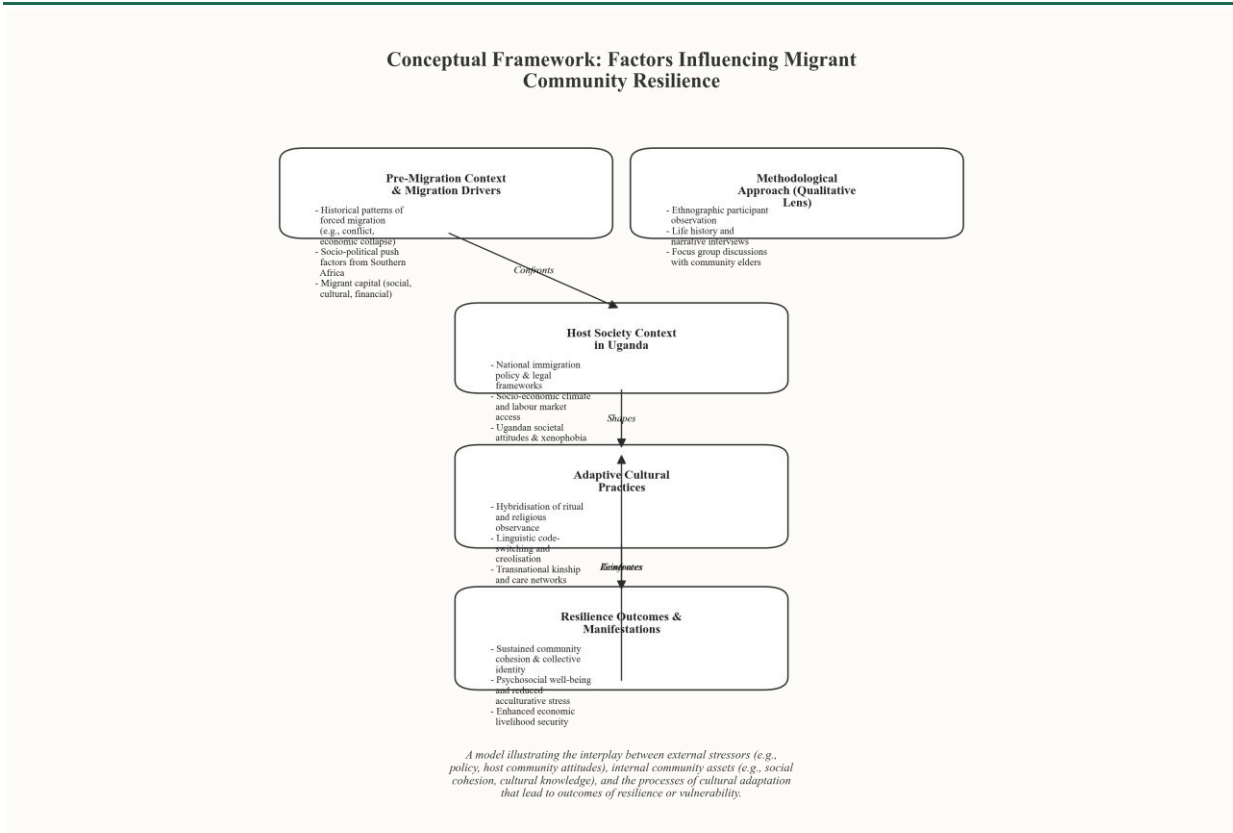 Conceptual Framework: Factors Influencing Migrant
Community Resilience
Pre-Migration Context
& Migration Drivers
- Historical patterns of
forced migration
(e.g., conflict,
economic collapse)
- Socio-political push
factors from Southern
Africa
- Migrant capital (social,
cultural, financial)
Methodological
Approach (Qualitative
Lens)
- Ethnographic participant
observation
- Life history and
narrative interviews
- Focus group discussions
with community elders
Confronts
Host Society Context
in Uganda
- National immigration
policy & legal
frameworks
- Socio-economic climate
and labour market
access
- Ugandan societal
attitudes & xenophobia
Shapes
Adaptive Cultural
Practices
- Hybridisation of ritual
and religious
observance
- Linguistic code-
switching and
creolisation
- Transnational kinship
and care networks
Resilience Outcomes &
Manifestations
- Sustained community
cohesion & collective
identity
- Psychosocial well-being
and reduced
acculturative stress
- Enhanced economic
livelihood security
A model illustrating the interplay between external stressors (e.g.,
policy, host community attitudes), internal community assets (e.g., social
cohesion, cultural knowledge), and the processes of cultural adaptation
that lead to outcomes of resilience or vulnerability.